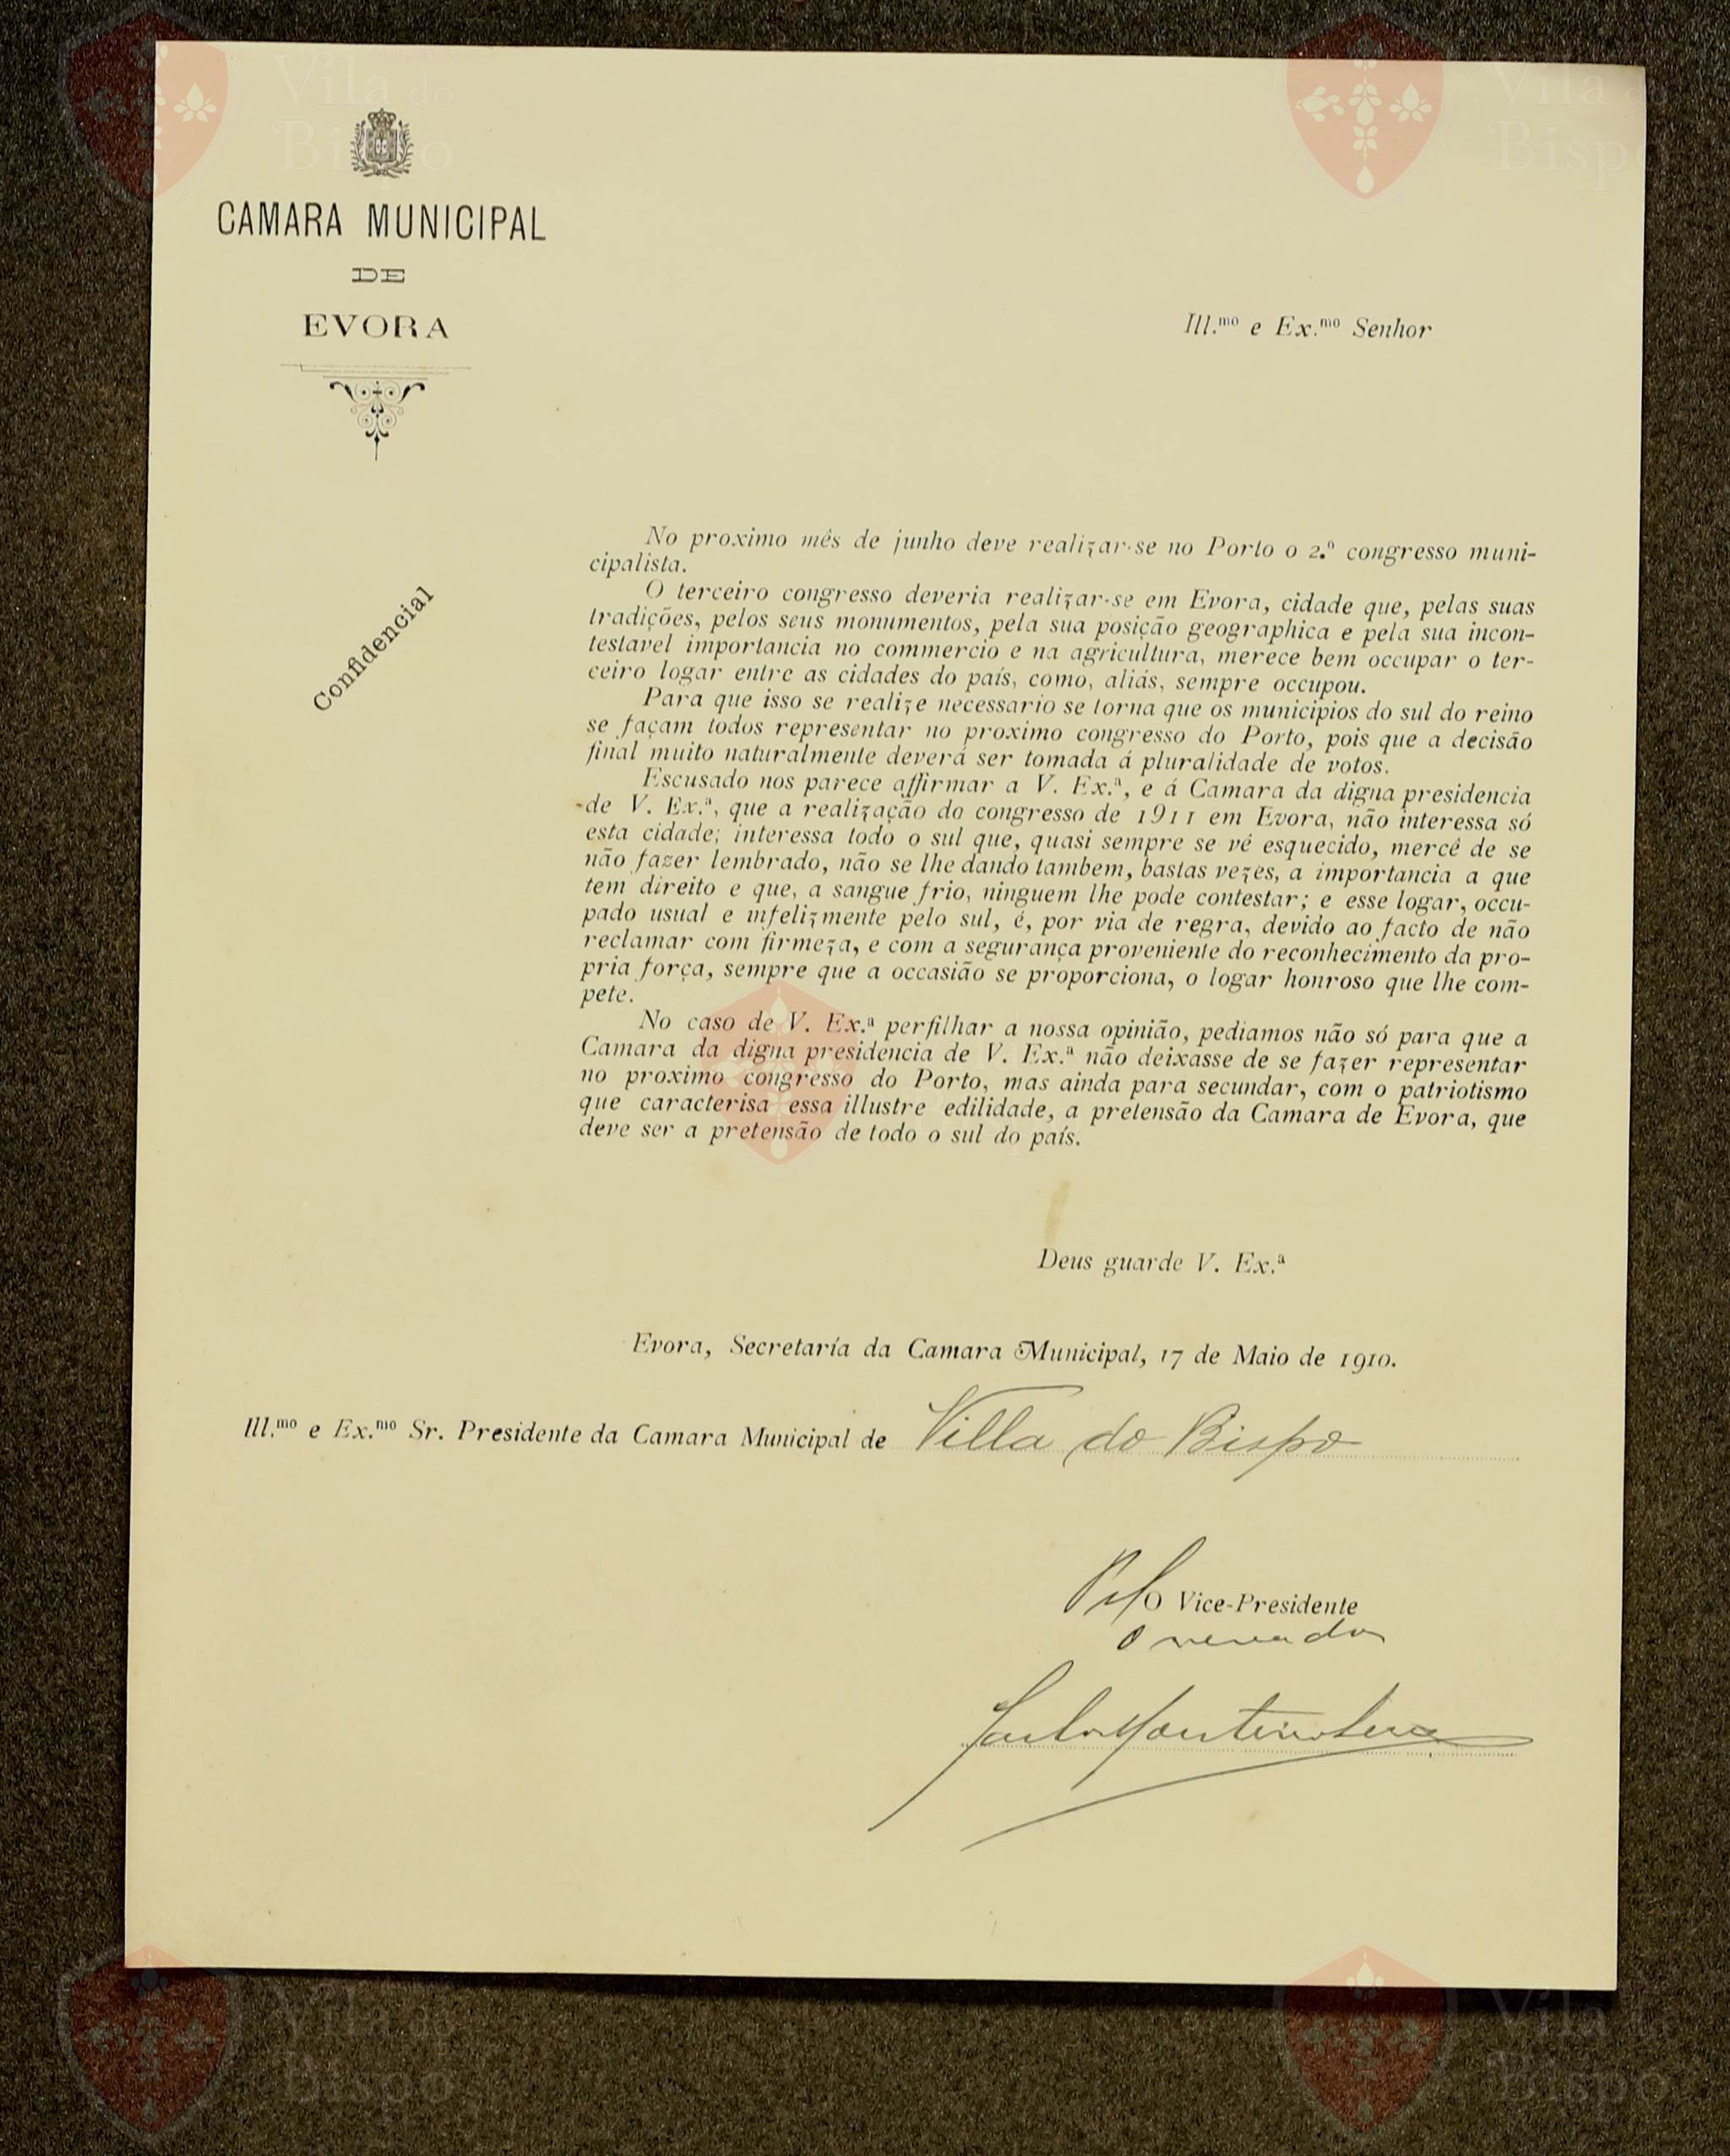 CAMARA MUNICIPAL
DE
EVORA
Ill.mo e Ex.mo Senhor
Confidencial
No proximo mês de junho deve realizar-se no Porto o 2.º congresso muni-
cipalista.
O terceiro congresso deveria realizar-se em Evora, cidade que, pelas suas
tradições, pelos seus monumentos, pela sua posição geographica e pela sua incon-
testavel importancia no commercio e na agricultura, merece bem occupar o ter-
ceiro logar entre as cidades do país, como, aliás, sempre occupou.
Para que isso se realize necessario se torna que os municipios do sul do reino
se façam todos representar no proximo congresso do Porto, pois que a decisão
final muito naturalmente deverá ser tomada á pluralidade de votos.
Escusado nos parece affirmar a V. Ex.ª, e á Camara da digna presidencia
de V. Ex.ª, que a realização do congresso de 1911 em Evora, não interessa só
esta cidade; interessa todo o sul que, quasi sempre se vê esquecido, mercê de se
não fazer lembrado, não se lhe dando tambem, bastas vezes, a importancia a que
tem direito e que, a sangue frio, ninguem lhe pode contestar; e esse logar, occu-
pado usual e infelizmente pelo sul, é, por via de regra, devido ao facto de não
reclamar com firmeza, e com a segurança proveniente do reconhecimento da pro-
pria força, sempre que a occasião se proporciona, o logar honroso que lhe com-
pete.
No caso de V. Ex.ª perfilhar a nossa opinião, pediamos não só para que a
Camara da digna presidencia de V. Ex.ª não deixasse de se fazer representar
no proximo congresso do Porto, mas ainda para secundar, com o patriotismo
que caracterisa essa illustre edilidade, a pretensão da Camara de Evora, que
deve ser a pretensão de todo o sul do país.
Deus guarde V. Ex.ª
Evora, Secretaría da Camara Municipal, 17 de Maio de 1910.
Ill.mo e Ex.mo Sr. Presidente da Camara Municipal de Villa do Bispo
Pel O Vice-Presidente
O vereador
Vila do
Bispo
Vila do
Bispo
Vila do
Bispo
Vila do
Bispo